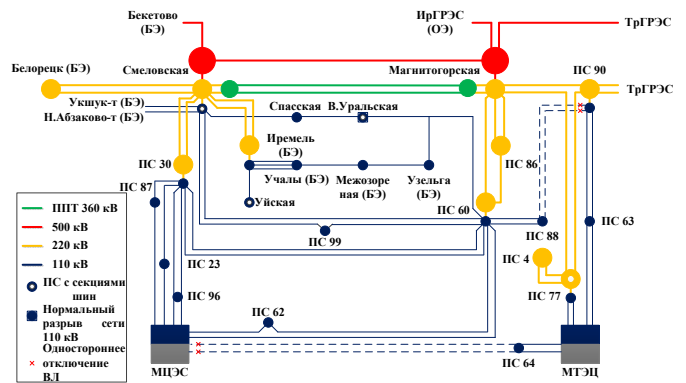 Бекетово
(БЭ)
ИрГРЭС
(ОЭ)
ТрГРЭС
Белорецк (БЭ)
Смеловская
Магнитогорская
ПС 90
ТрГРЭС
Укшук-т (БЭ)
Н.Абзаково-т (БЭ)
Спасская
В.Уральская
Иремель
(БЭ)
ПС 30
ПС 86
ПС 87
Учалы (БЭ)
Межозорe
ная (БЭ)
Узельга
(БЭ)
Уйская
ПС 60
ПС 63
ППТ 360 кВ
500 кВ
220 кВ
110 кВ
ПС с секциями
шин
Нормальный
разрыв сети
110 кВ
Одностороннее
отключение
ВЛ
ПС 99
ПС 88
ПС 23
ПС 4
ПС 96
ПС 62
ПС 77
ПС 64
МЦЭС
МТЭЦ